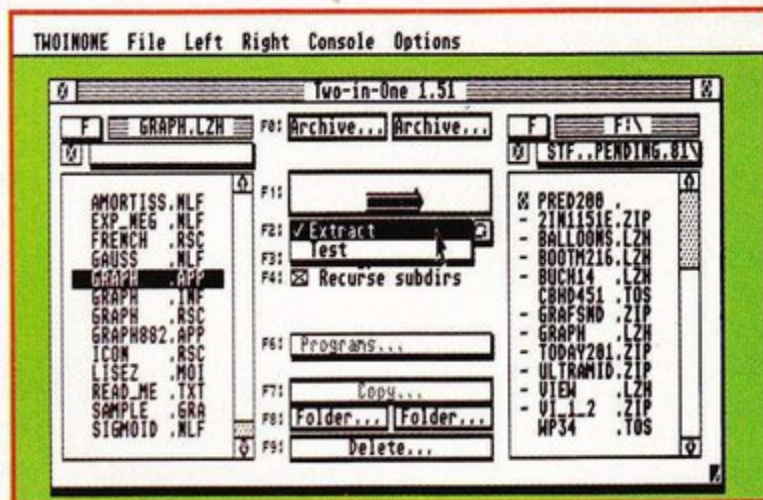 TWOINONE File Left Right Console Options
Two-in-One 1.51
F GRAPH.LZH
AMORTISS.NLF
EXP_NEG .NLF
FRENCH .RSC
GAUSS .NLF
GRAPH .APP
GRAPH .INF
GRAPH .RSC
GRAPH882.APP
ICON .RSC
LISEZ .MOI
READ_ME .TXT
SAMPLE .GRA
SIGMOID .NLF
F0: Archive... Archive...
F1:
F2: ✓ Extract
Test
F3:
F4: Recurse subdirs
F6: Programs...
F7: Copy...
F8: Folder... Folder...
F9: Delete...
F F:\
STF..PENDING.81\
PRED200 .
- 2IN1151E.ZIP
- BALLOONS.LZH
- BOOTM216.LZH
- BUCH14 .LZH
CBHD451 .TOS
- GRAFSND .ZIP
- GRAPH .LZH
- TODAY201.ZIP
- ULTRAMID.ZIP
- VIEW .LZH
- VI_1_2 .ZIP
WP34 .TOS